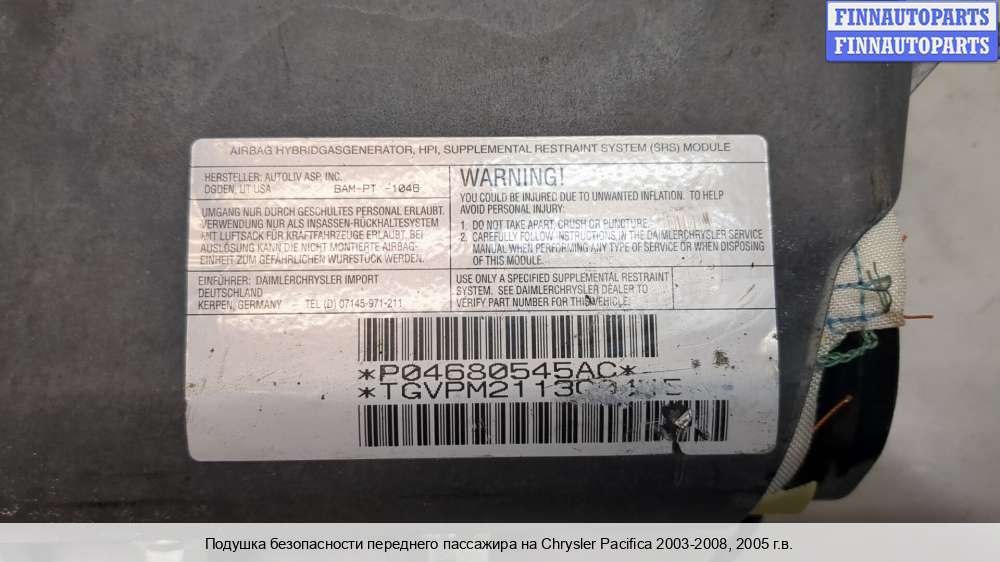 FINNAUTOPARTS
FINNAUTOPARTS
AIRBAG HYBRIDGASGENERATOR, HPI, SUPPLEMENTAL RESTRAINT SYSTEM (SRS) MODULE
HERSTELLER: AUTOLIV ASP, INC.
OGDEN, UT USA BAM-PT -1048
UMGANG NUR DURCH GESCHULTES PERSONAL ERLAUBT.
VERWENDUNG NUR ALS INSASSEN-RÜCKHALTESYSTEM
MIT LUFTSACK FÜR KRAFTFAHRZEUGE ERLAUBT, BEI
AUSLÖSUNG KANN DIE NICHT MONTIERTE AIRBAG-
EINHEIT ZUM GEFÄHRLICHEN WURFSTÜCK WERDEN.
EINFÜHRER: DAIMLERCHRYSLER IMPORT
DEUTSCHLAND
KERPEN, GERMANY TEL (D) 07145-971-211
WARNING!
YOU COULD BE INJURED DUE TO UNWANTED INFLATION. TO HELP
AVOID PERSONAL INJURY:
1. DO NOT TAKE APART, CRUSH OR PUNCTURE.
2. CAREFULLY FOLLOW INSTRUCTIONS IN THE DAIMLERCHRYSLER SERVICE
MANUAL WHEN PERFORMING ANY TYPE OF SERVICE OR WHEN DISPOSING
OF THIS MODULE.
USE ONLY A SPECIFIED SUPPLEMENTAL RESTRAINT
SYSTEM. SEE DAIMLERCHRYSLER DEALER TO
VERIFY PART NUMBER FOR THIS VEHICLE.
*P04680545AC*
Подушка безопасности переднего пассажира на Chrysler Pacifica 2003-2008, 2005 г.в.